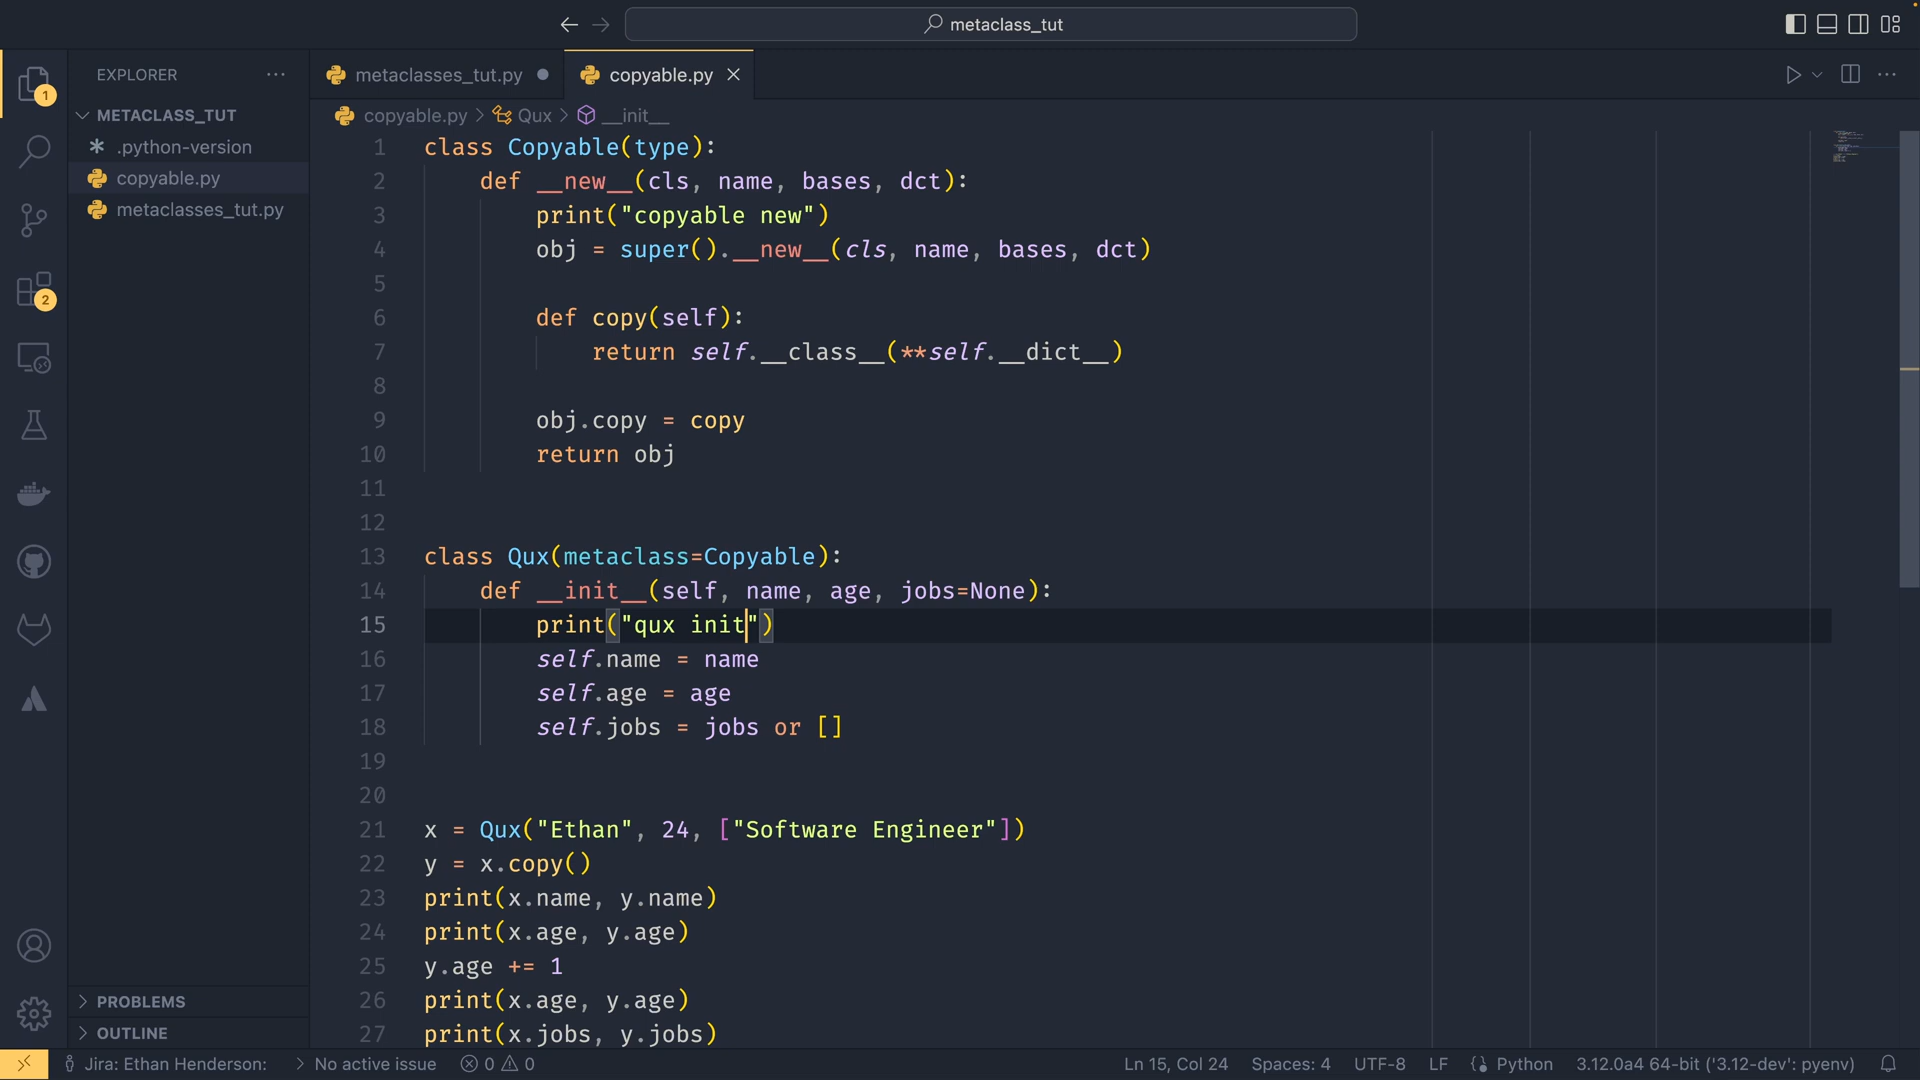 metaclass_tut
EXPLORER
metaclasses_tut.py
copyable.py
1
METACLASS_TUT
.python-version
copyable.py
metaclasses_tut.py
2
copyable.py > Qux > __init__
1 class Copyable(type):
2 def __new__(cls, name, bases, dct):
3 print("copyable new")
4 obj = super().__new__(cls, name, bases, dct)
5
6 def copy(self):
7 return self.__class__(**self.__dict__)
8
9 obj.copy = copy
10 return obj
11
12
13 class Qux(metaclass=Copyable):
14 def __init__(self, name, age, jobs=None):
15 print("qux init")
16 self.name = name
17 self.age = age
18 self.jobs = jobs or []
19
20
21 x = Qux("Ethan", 24, ["Software Engineer"])
22 y = x.copy()
23 print(x.name, y.name)
24 print(x.age, y.age)
25 y.age += 1
26 print(x.age, y.age)
27 print(x.jobs, y.jobs)
PROBLEMS
OUTLINE
Jira: Ethan Henderson: > No active issue 0 0 Ln 15, Col 24 Spaces: 4 UTF-8 LF Python 3.12.0a4 64-bit ('3.12-dev': pyenv)